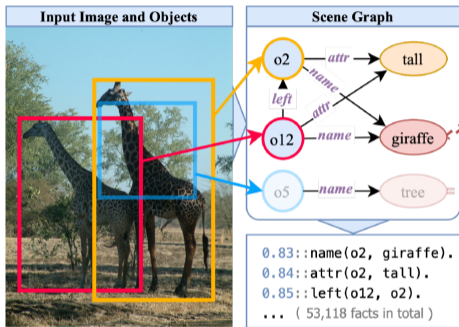 Input Image and Objects
Scene Graph
o2
attr
tall
name
left
attr
o12
name
giraffe
o5
name
tree
0.83::name(o2, giraffe).
0.84::attr(o2, tall).
0.85::left(o12, o2).
... ( 53,118 facts in total )